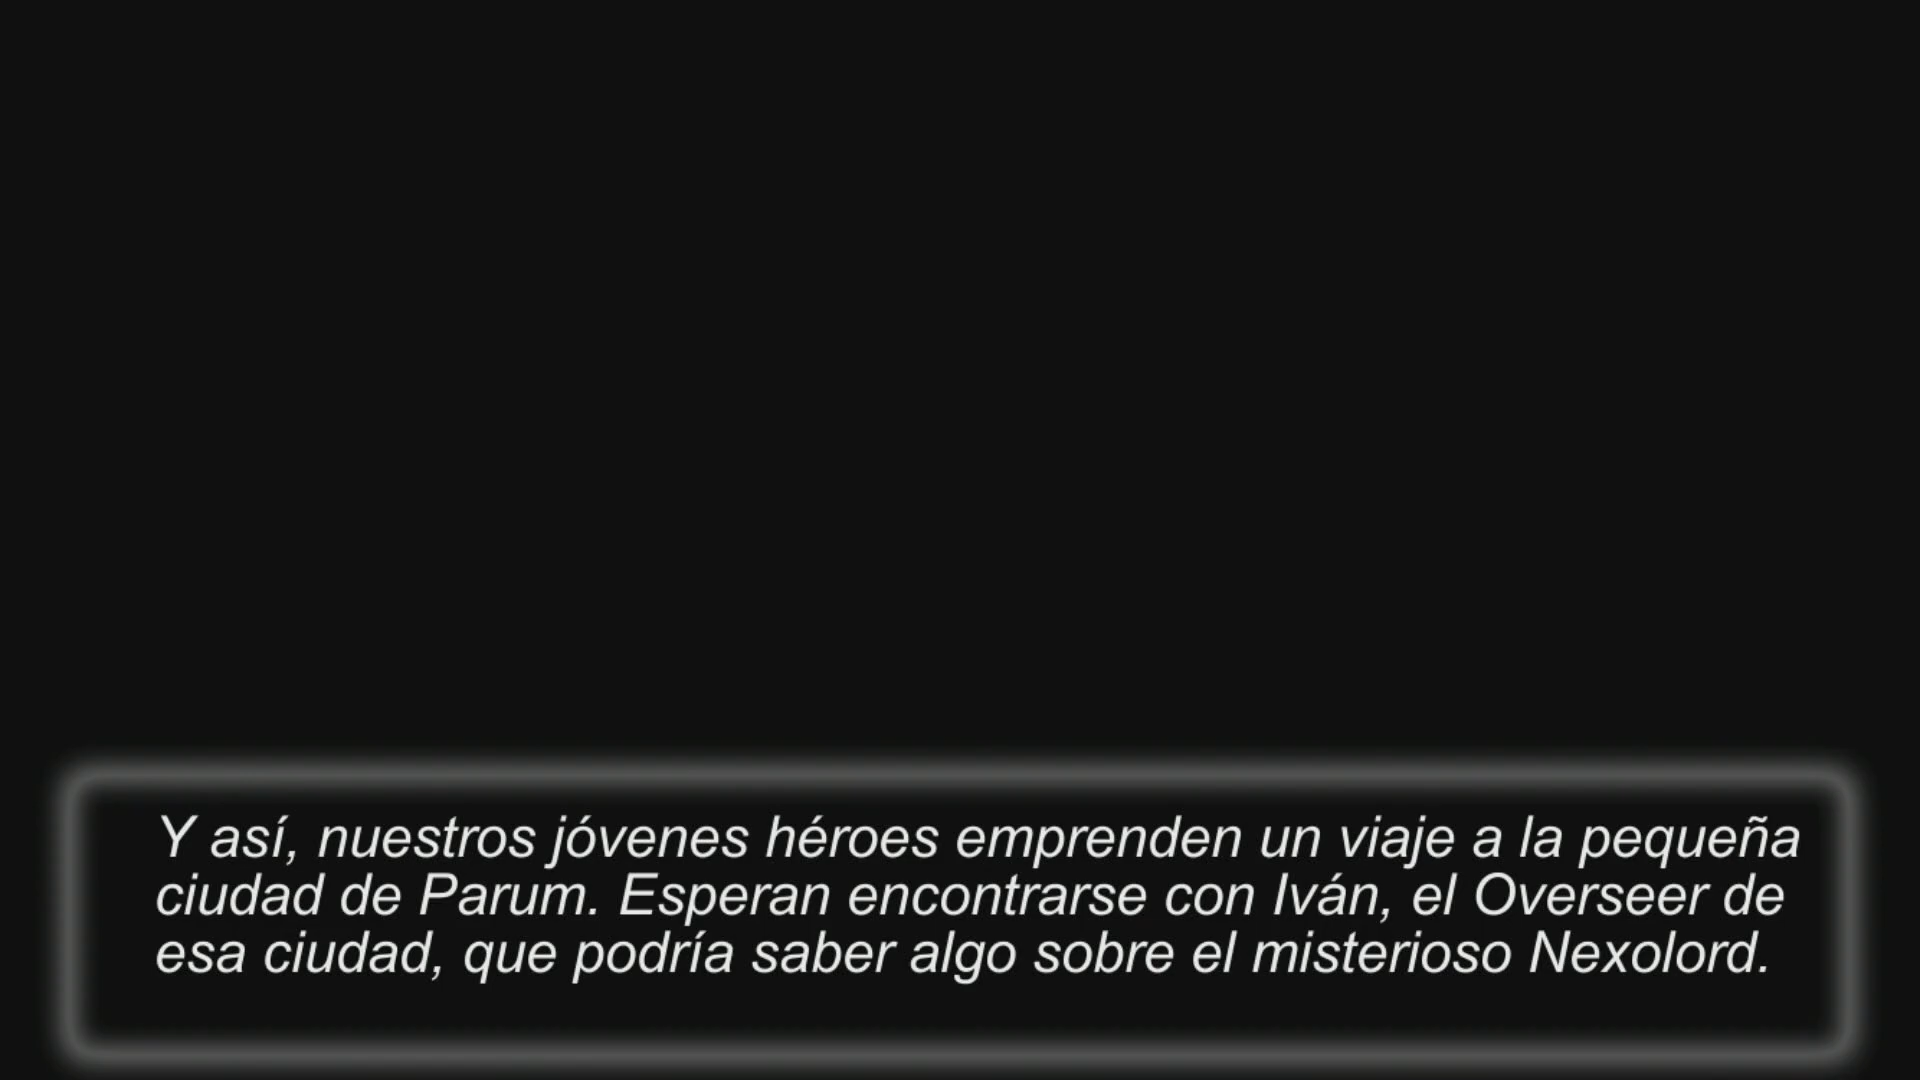 Y así, nuestros jóvenes héroes emprenden un viaje a la pequeña
ciudad de Parum. Esperan encontrarse con Iván, el Overseer de
esa ciudad, que podría saber algo sobre el misterioso Nexolord.